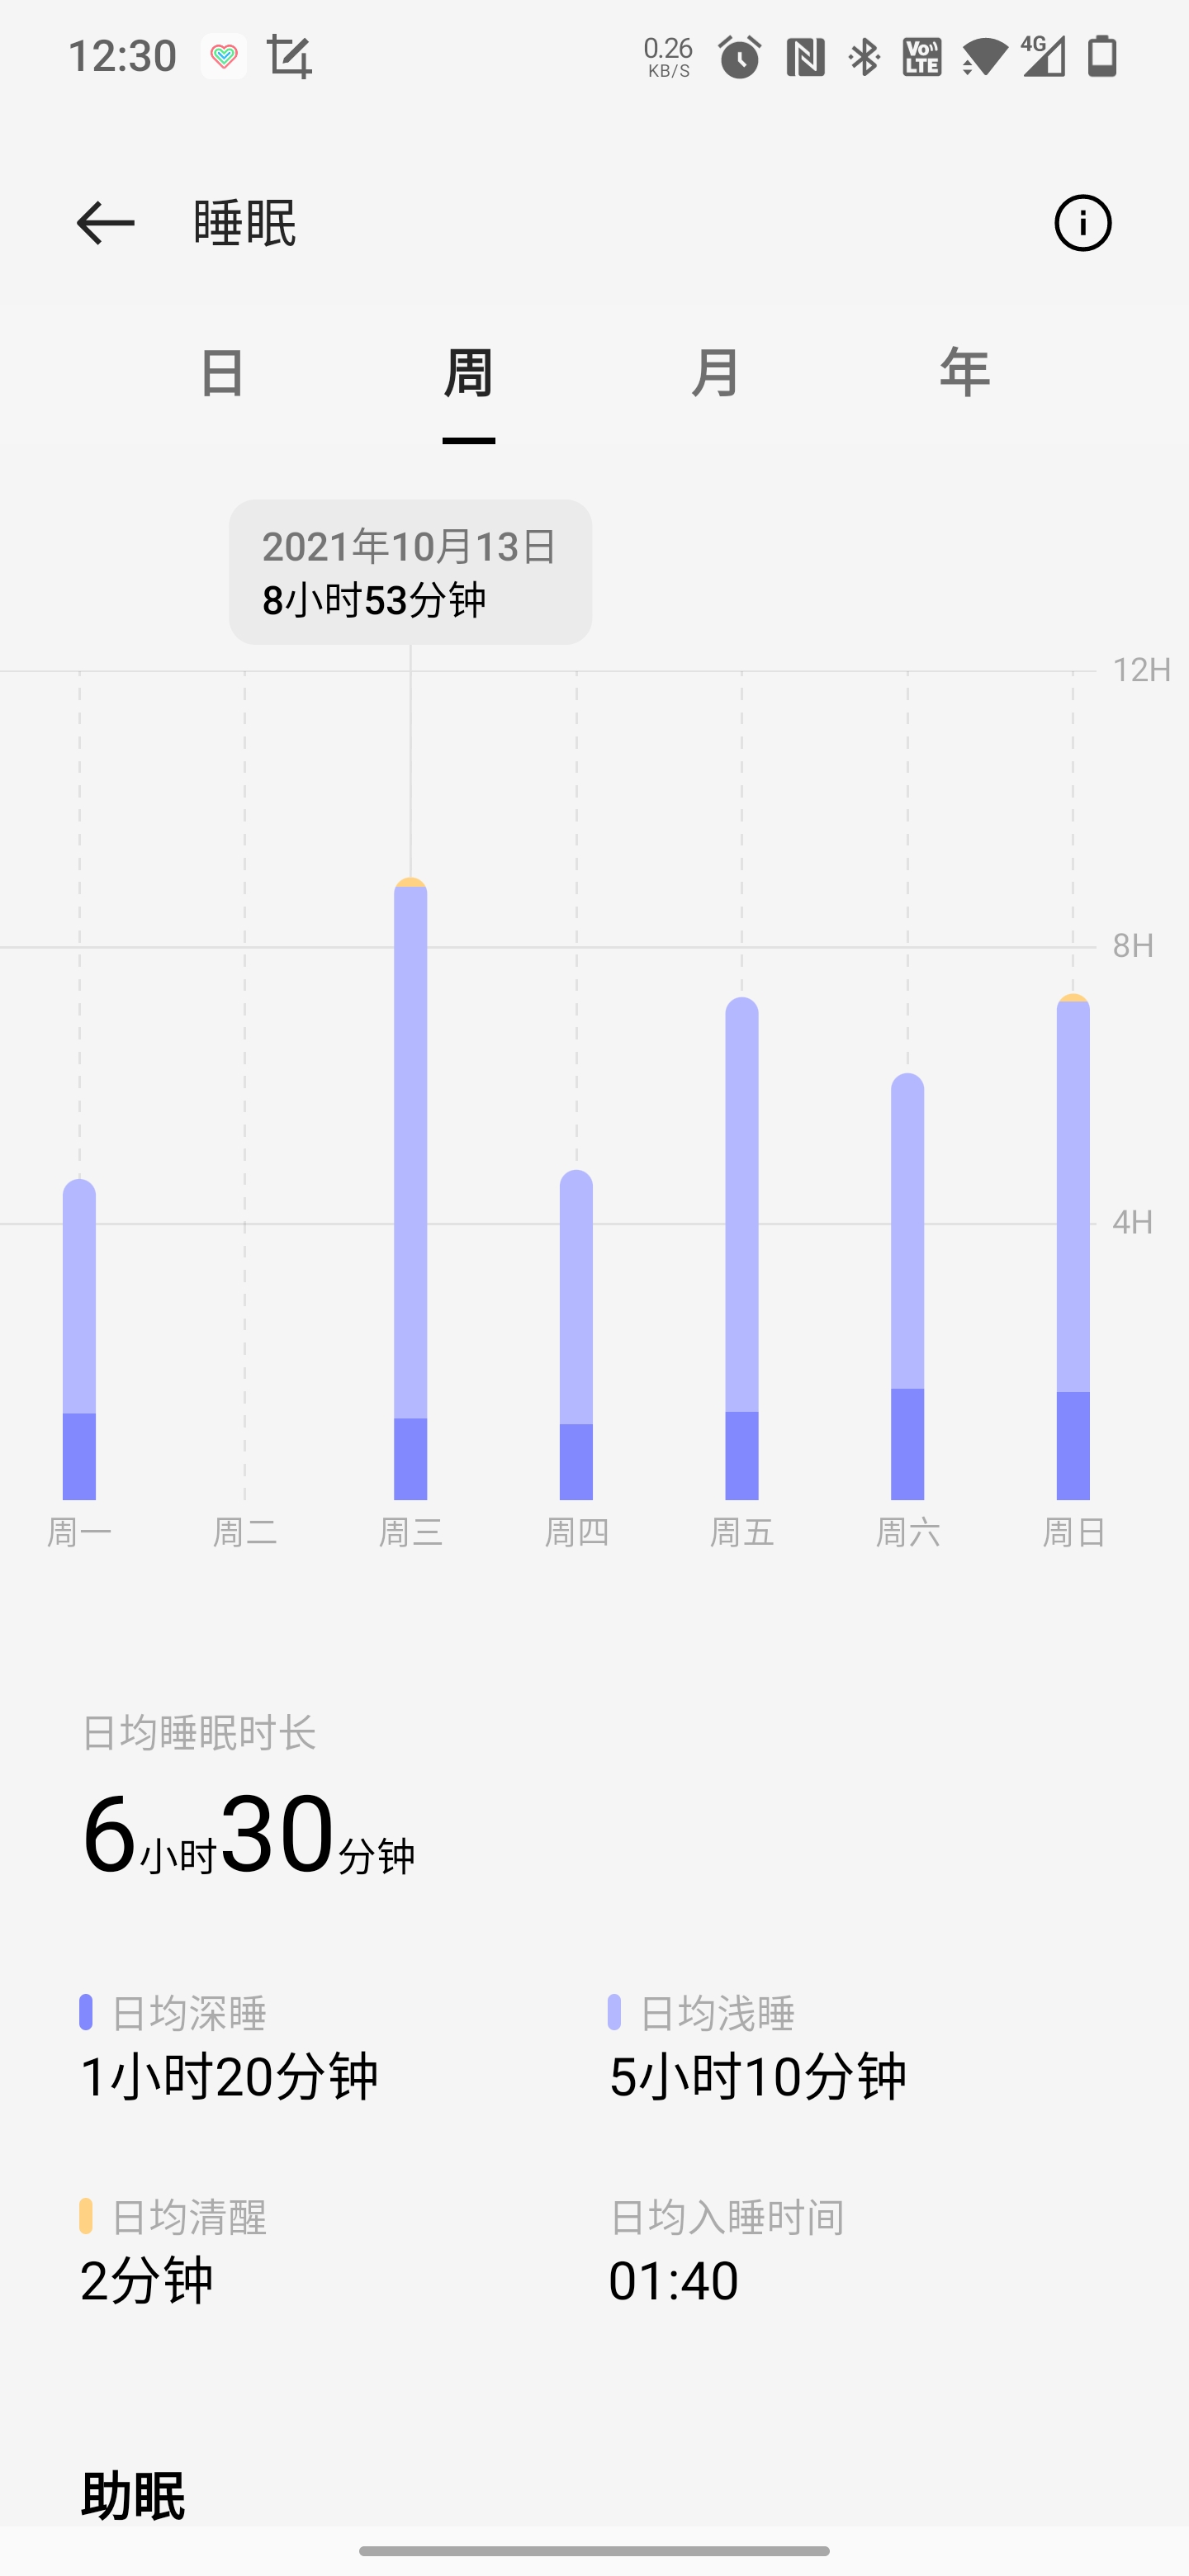 12:30
0.26
KB/S
VoLTE
4G
睡眠
日 周 月 年
2021年10月13日
8小时53分钟
12H
8H
4H
周一 周二 周三 周四 周五 周六 周日
日均睡眠时长
6小时30分钟
日均深睡 日均浅睡
1小时20分钟 5小时10分钟
日均清醒 日均入睡时间
2分钟 01:40
助眠